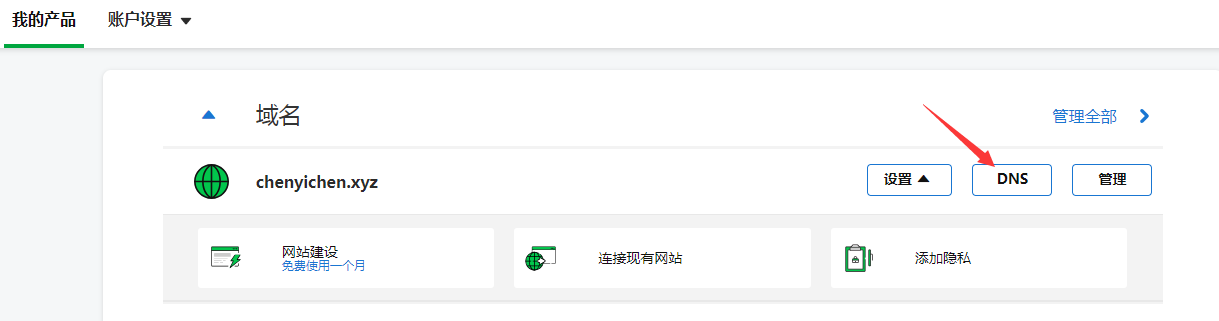 我的产品 账户设置
域名 管理全部
chenyichen.xyz 设置 DNS 管理
网站建设
免费使用一个月
连接现有网站
添加隐私